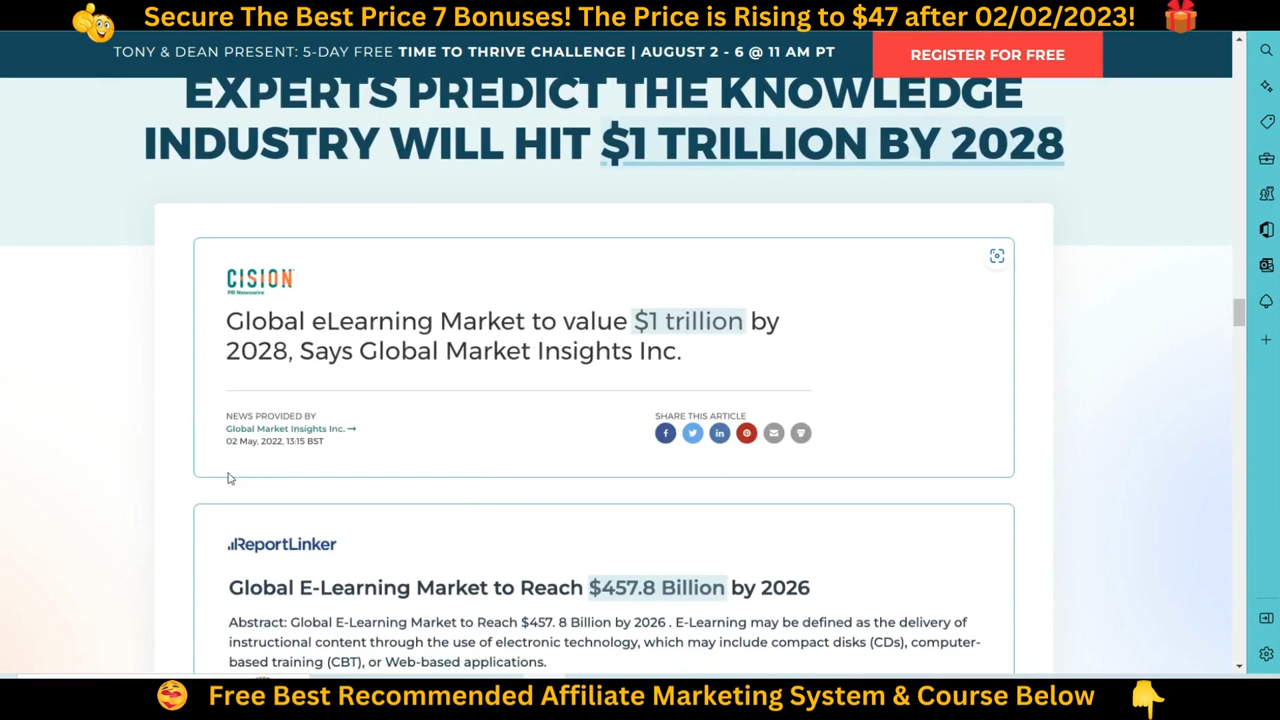 Secure The Best Price 7 Bonuses! The Price is Rising to $47 after 02/02/2023!
TONY & DEAN PRESENT: 5-DAY FREE TIME TO THRIVE CHALLENGE | AUGUST 2 - 6 @ 11 AM PT
REGISTER FOR FREE
EXPERTS PREDICT THE KNOWLEDGE
INDUSTRY WILL HIT $1 TRILLION BY 2028
CISION
PR Newswire
Global eLearning Market to value $1 trillion by
2028, Says Global Market Insights Inc.
NEWS PROVIDED BY
Global Market Insights Inc. →
02 May, 2022, 13:15 BST
SHARE THIS ARTICLE
ReportLinker
Global E-Learning Market to Reach $457.8 Billion by 2026
Abstract: Global E-Learning Market to Reach $457. 8 Billion by 2026 . E-Learning may be defined as the delivery of
instructional content through the use of electronic technology, which may include compact disks (CDs), computer-
based training (CBT), or Web-based applications.
Free Best Recommended Affiliate Marketing System & Course Below